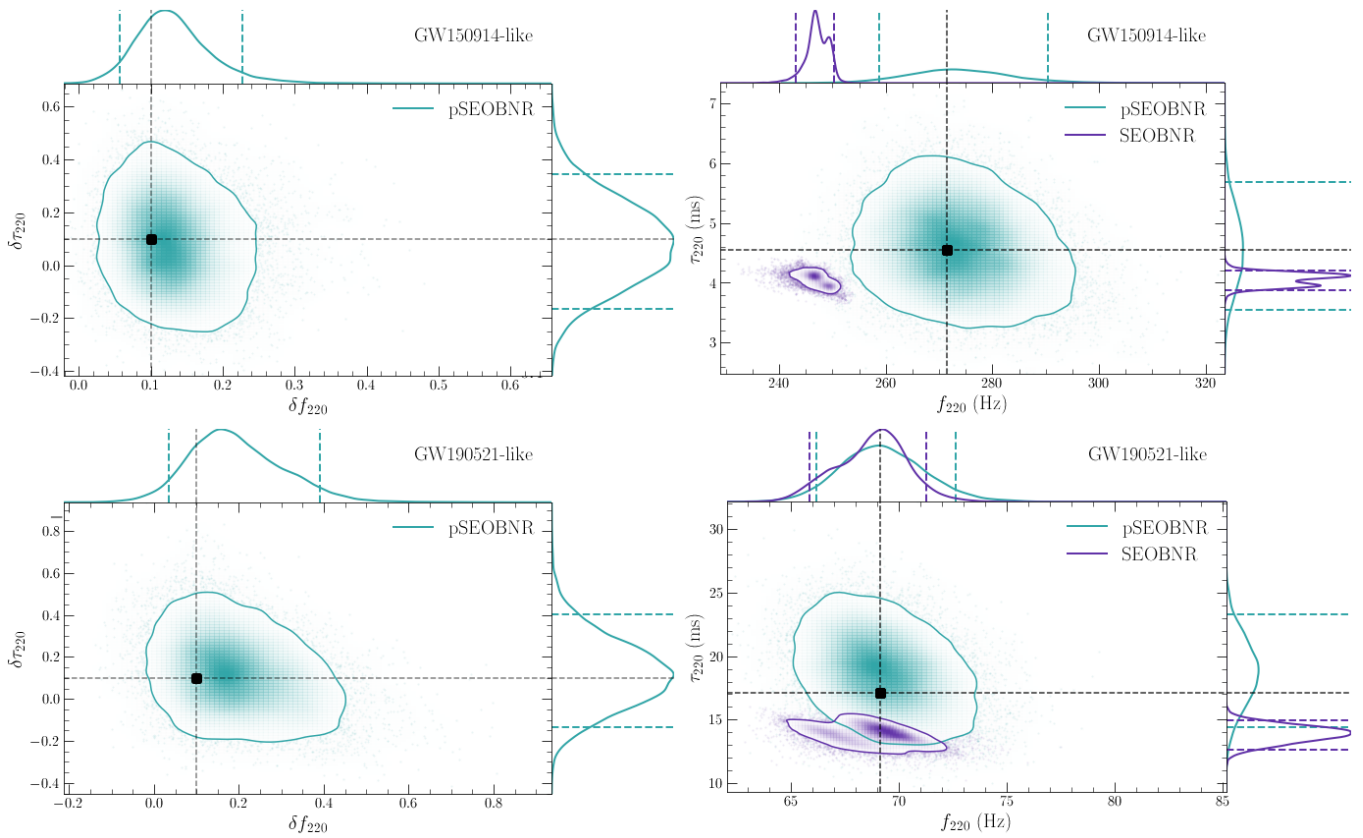 GW150914-like
pSEOBNR
0.6
0.4
0.2
0.0
−0.2
−0.4
δτ₂₂₀
0.0
0.1
0.2
0.3
0.4
0.5
0.6
δf₂₂₀
GW150914-like
pSEOBNR
SEOBNR
7
6
5
4
3
τ₂₂₀ (ms)
240
260
280
300
320
f₂₂₀ (Hz)
GW190521-like
pSEOBNR
0.8
0.6
0.4
0.2
0.0
−0.2
−0.4
δτ₂₂₀
−0.2
0.0
0.2
0.4
0.6
0.8
δf₂₂₀
GW190521-like
pSEOBNR
SEOBNR
30
25
20
15
10
τ₂₂₀ (ms)
65
70
75
80
85
f₂₂₀ (Hz)